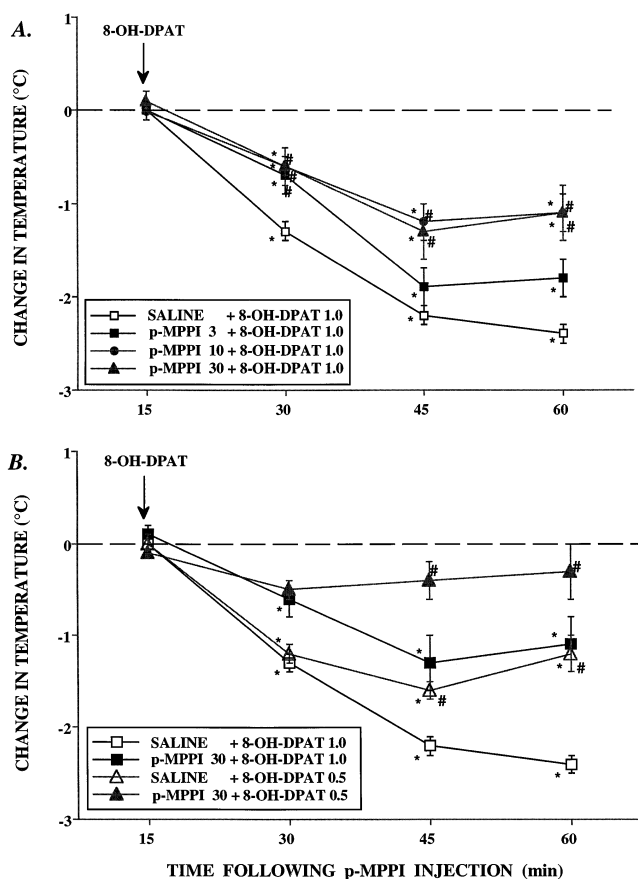 A.
8-OH-DPAT
CHANGE IN TEMPERATURE (°C)
1
0
-1
-2
-3
* # * # * # *
* # * # * *
* * # * *
SALINE + 8-OH-DPAT 1.0
p-MPPI 3 + 8-OH-DPAT 1.0
p-MPPI 10 + 8-OH-DPAT 1.0
p-MPPI 30 + 8-OH-DPAT 1.0
15 30 45 60
B.
8-OH-DPAT
CHANGE IN TEMPERATURE (°C)
1
0
-1
-2
-3
* * *
# * * # *
# * * # *
SALINE + 8-OH-DPAT 1.0
p-MPPI 30 + 8-OH-DPAT 1.0
SALINE + 8-OH-DPAT 0.5
p-MPPI 30 + 8-OH-DPAT 0.5
15 30 45 60
TIME FOLLOWING p-MPPI INJECTION (min)